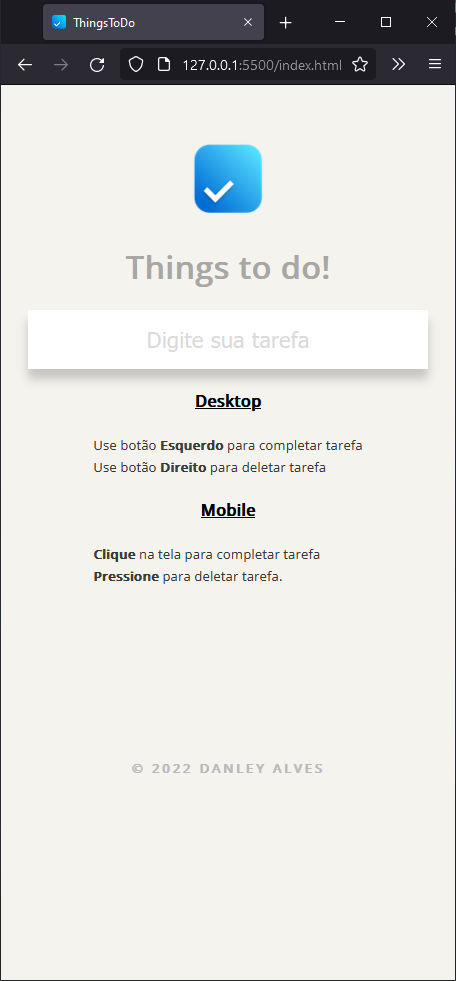 ThingsToDo
127.0.0.1:5500/index.html
Things to do!
Digite sua tarefa
Desktop
Use botão Esquerdo para completar tarefa
Use botão Direito para deletar tarefa
Mobile
Clique na tela para completar tarefa
Pressione para deletar tarefa.
© 2022 DANLEY ALVES